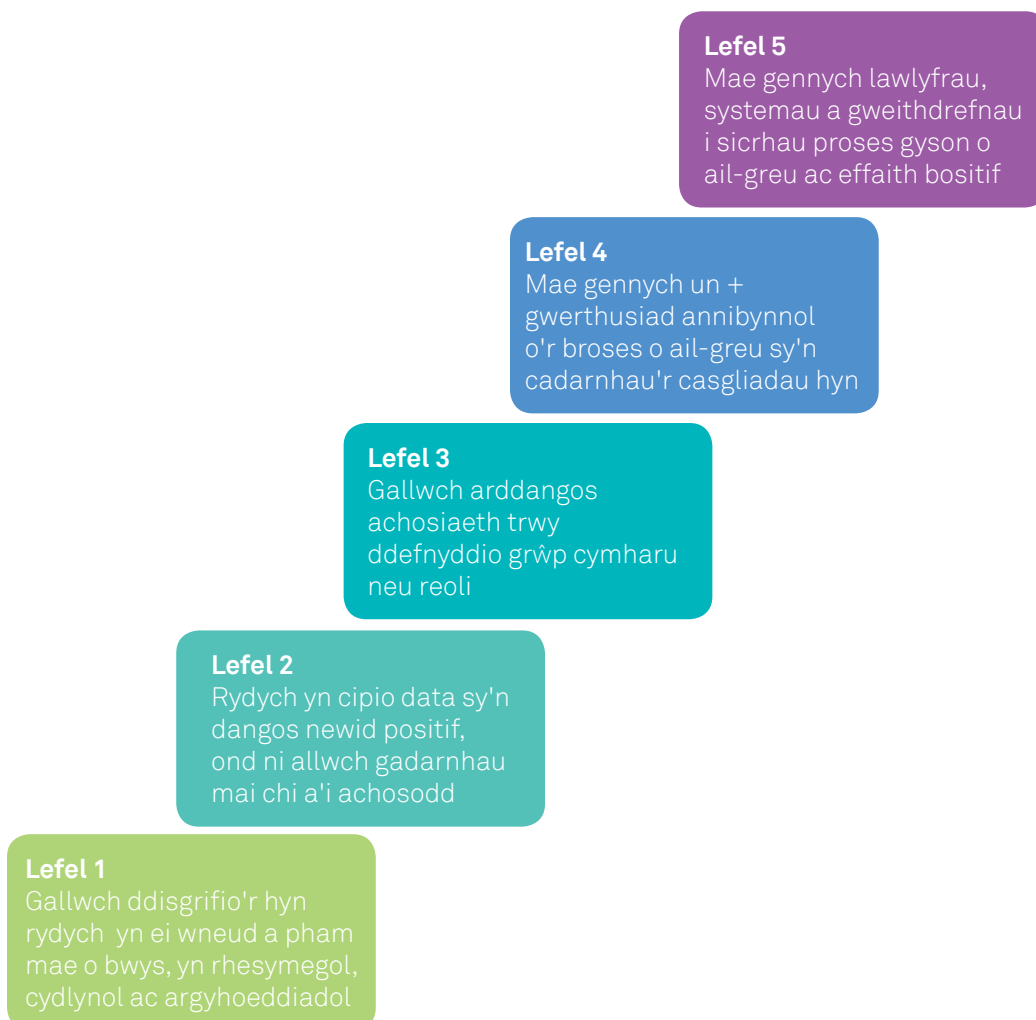 Lefel 5
Mae gennych lawlyfrau,
systemau a gweithdrefnau
i sicrhau proses gyson o
ail-greu ac effaith bositif
Lefel 4
Mae gennych un +
gwerthusiad annibynnol
o'r broses o ail-greu sy'n
cadarnhau'r casgliadau hyn
Lefel 3
Gallwch arddangos
achosiaeth trwy
ddefnyddio grŵp cymharu
neu reoli
Lefel 2
Rydych yn cipio data sy'n
dangos newid positif,
ond ni allwch gadarnhau
mai chi a'i achosodd
Lefel 1
Gallwch ddisgrifio'r hyn
rydych  yn ei wneud a pham
mae o bwys, yn rhesymegol,
cydlynol ac argyhoeddiadol